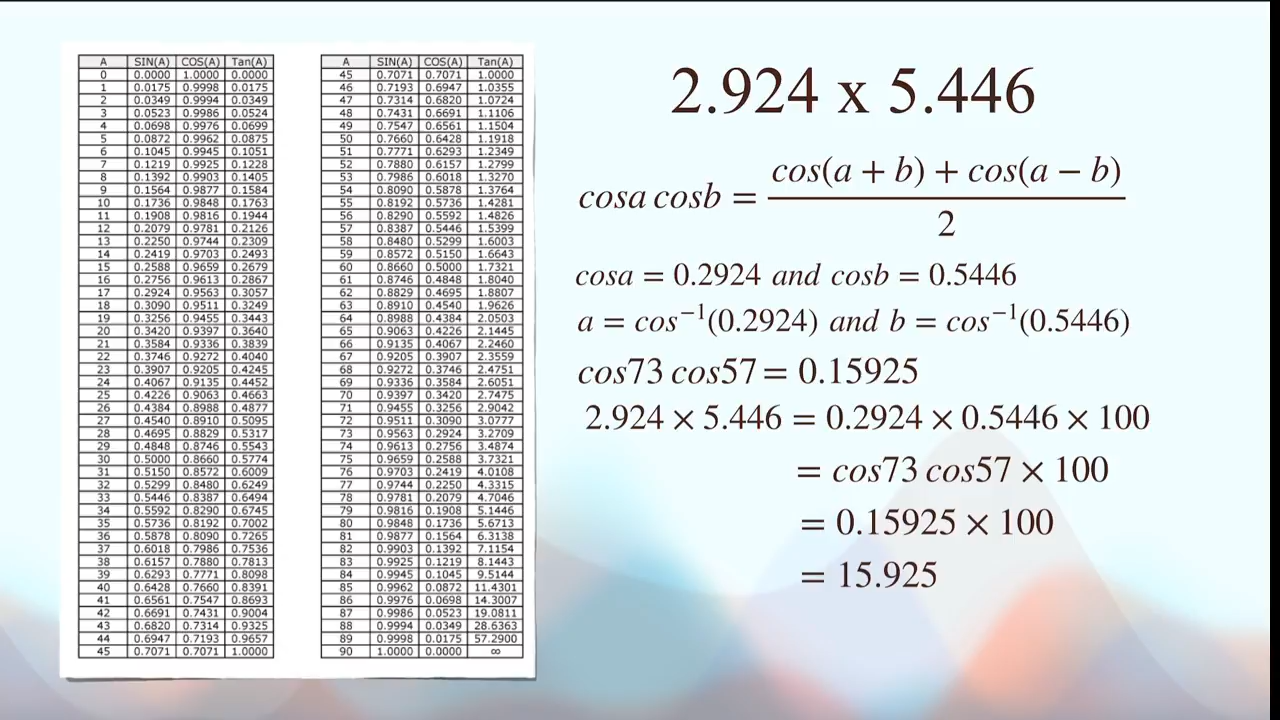 A SIN(A) COS(A) Tan(A)
0 0.0000 1.0000 0.0000
1 0.0175 0.9998 0.0175
2 0.0349 0.9994 0.0349
3 0.0523 0.9986 0.0524
4 0.0698 0.9976 0.0699
5 0.0872 0.9962 0.0875
6 0.1045 0.9945 0.1051
7 0.1219 0.9925 0.1228
8 0.1392 0.9903 0.1405
9 0.1564 0.9877 0.1584
10 0.1736 0.9848 0.1763
11 0.1908 0.9816 0.1944
12 0.2079 0.9781 0.2126
13 0.2250 0.9744 0.2309
14 0.2419 0.9703 0.2493
15 0.2588 0.9659 0.2679
16 0.2756 0.9613 0.2867
17 0.2924 0.9563 0.3057
18 0.3090 0.9511 0.3249
19 0.3256 0.9455 0.3443
20 0.3420 0.9397 0.3640
21 0.3584 0.9336 0.3839
22 0.3746 0.9272 0.4040
23 0.3907 0.9205 0.4245
24 0.4067 0.9135 0.4452
25 0.4226 0.9063 0.4663
26 0.4384 0.8988 0.4877
27 0.4540 0.8910 0.5095
28 0.4695 0.8829 0.5317
29 0.4848 0.8746 0.5543
30 0.5000 0.8660 0.5774
31 0.5150 0.8572 0.6009
32 0.5299 0.8480 0.6249
33 0.5446 0.8387 0.6494
34 0.5592 0.8290 0.6745
35 0.5736 0.8192 0.7002
36 0.5878 0.8090 0.7265
37 0.6018 0.7986 0.7536
38 0.6157 0.7880 0.7813
39 0.6293 0.7771 0.8098
40 0.6428 0.7660 0.8391
41 0.6561 0.7547 0.8693
42 0.6691 0.7431 0.9004
43 0.6820 0.7314 0.9325
44 0.6947 0.7193 0.9657
45 0.7071 0.7071 1.0000
A SIN(A) COS(A) Tan(A)
45 0.7071 0.7071 1.0000
46 0.7193 0.6947 1.0355
47 0.7314 0.6820 1.0724
48 0.7431 0.6691 1.1106
49 0.7547 0.6561 1.1504
50 0.7660 0.6428 1.1918
51 0.7771 0.6293 1.2349
52 0.7880 0.6157 1.2799
53 0.7986 0.6018 1.3270
54 0.8090 0.5878 1.3764
55 0.8192 0.5736 1.4281
56 0.8290 0.5592 1.4826
57 0.8387 0.5446 1.5399
58 0.8480 0.5299 1.6003
59 0.8572 0.5150 1.6643
60 0.8660 0.5000 1.7321
61 0.8746 0.4848 1.8040
62 0.8829 0.4695 1.8807
63 0.8910 0.4540 1.9626
64 0.8988 0.4384 2.0503
65 0.9063 0.4226 2.1445
66 0.9135 0.4067 2.2460
67 0.9205 0.3907 2.3559
68 0.9272 0.3746 2.4751
69 0.9336 0.3584 2.6051
70 0.9397 0.3420 2.7475
71 0.9455 0.3256 2.9042
72 0.9511 0.3090 3.0777
73 0.9563 0.2924 3.2709
74 0.9613 0.2756 3.4874
75 0.9659 0.2588 3.7321
76 0.9703 0.2419 4.0108
77 0.9744 0.2250 4.3315
78 0.9781 0.2079 4.7046
79 0.9816 0.1908 5.1446
80 0.9848 0.1736 5.6713
81 0.9877 0.1564 6.3138
82 0.9903 0.1392 7.1154
83 0.9925 0.1219 8.1443
84 0.9945 0.1045 9.5144
85 0.9962 0.0872 11.4301
86 0.9976 0.0698 14.3007
87 0.9986 0.0523 19.0811
88 0.9994 0.0349 28.6363
89 0.9998 0.0175 57.2900
90 1.0000 0.0000 ∞
2.924 x 5.446
cosa cosb = cos(a + b) + cos(a − b) / 2
cosa = 0.2924 and cosb = 0.5446
a = cos⁻¹(0.2924) and b = cos⁻¹(0.5446)
cos73 cos57 = 0.15925
2.924 × 5.446 = 0.2924 × 0.5446 × 100
= cos73 cos57 × 100
= 0.15925 × 100
= 15.925